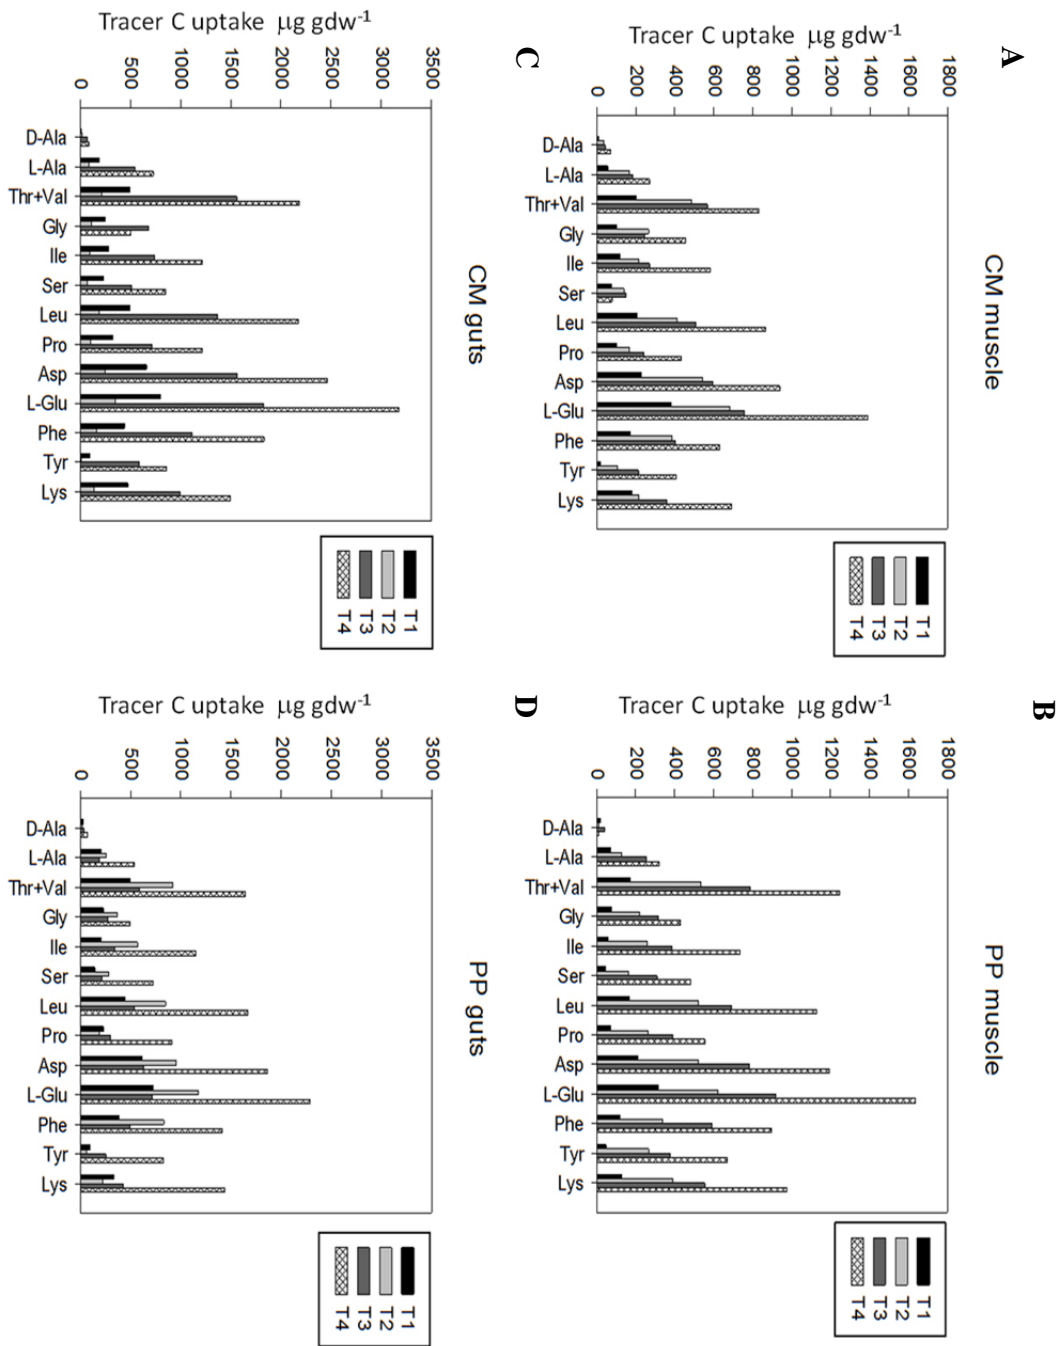 A
CM muscle
Tracer C uptake µg gdw-1
0
200
400
600
800
1000
1200
1400
1600
1800
D-Ala
L-Ala
Thr+Val
Gly
Ile
Ser
Leu
Pro
Asp
L-Glu
Phe
Tyr
Lys
T1
T2
T3
T4
B
PP muscle
Tracer C uptake µg gdw-1
0
200
400
600
800
1000
1200
1400
1600
1800
D-Ala
L-Ala
Thr+Val
Gly
Ile
Ser
Leu
Pro
Asp
L-Glu
Phe
Tyr
Lys
T1
T2
T3
T4
C
CM guts
Tracer C uptake µg gdw-1
0
500
1000
1500
2000
2500
3000
3500
D-Ala
L-Ala
Thr+Val
Gly
Ile
Ser
Leu
Pro
Asp
L-Glu
Phe
Tyr
Lys
T1
T2
T3
T4
D
PP guts
Tracer C uptake µg gdw-1
0
500
1000
1500
2000
2500
3000
3500
D-Ala
L-Ala
Thr+Val
Gly
Ile
Ser
Leu
Pro
Asp
L-Glu
Phe
Tyr
Lys
T1
T2
T3
T4